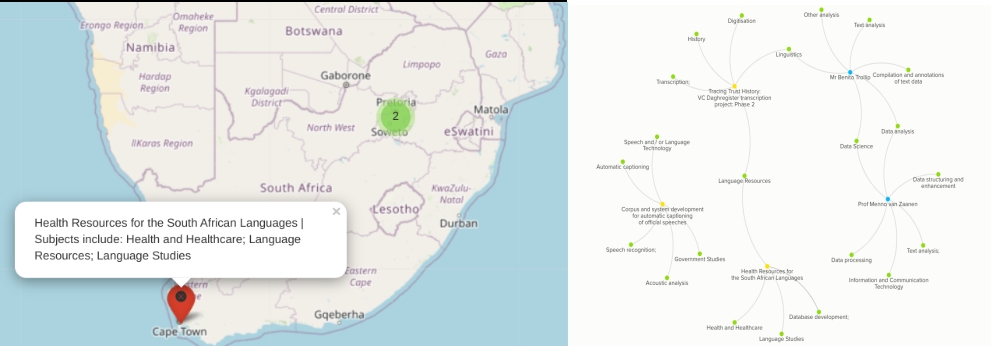 Central District
Erongo Region
Omaheke
Region
Botswana
Namibia
Limpopo
Gaza
Hardap
Region
Gaborone
Kgalagadi
District
Pretoria
2
Matola
North West
Soweto
eSwatini
IiKaras Region
South Africa
KwaZulu-
Natal
Lesotho
Durban
Health Resources for the South African Languages |
Subjects include: Health and Healthcare; Language
Resources; Language Studies
×
Eastern
Cape
Gqeberha
Cape Town
Other analysis
Digitisation
Text analysis
History
Linguistics
Mr Benito Trollip
Compilation and annotations
of text data
Transcription;
Tracing Trust History:
VC Daghregister transcription
project: Phase 2
Data analysis
Speech and / or Language
Technology
Data Science
Automatic captioning
Language Resources
Data structuring and
enhancement
Corpus and system development
for automatic captioning
of official speeches
Prof Menno van Zaanen
Speech recognition;
Government Studies
Text analysis;
Data processing
Acoustic analysis
Health Resources for
the South African Languages
Information and Communication
Technology
Database development;
Health and Healthcare
Language Studies